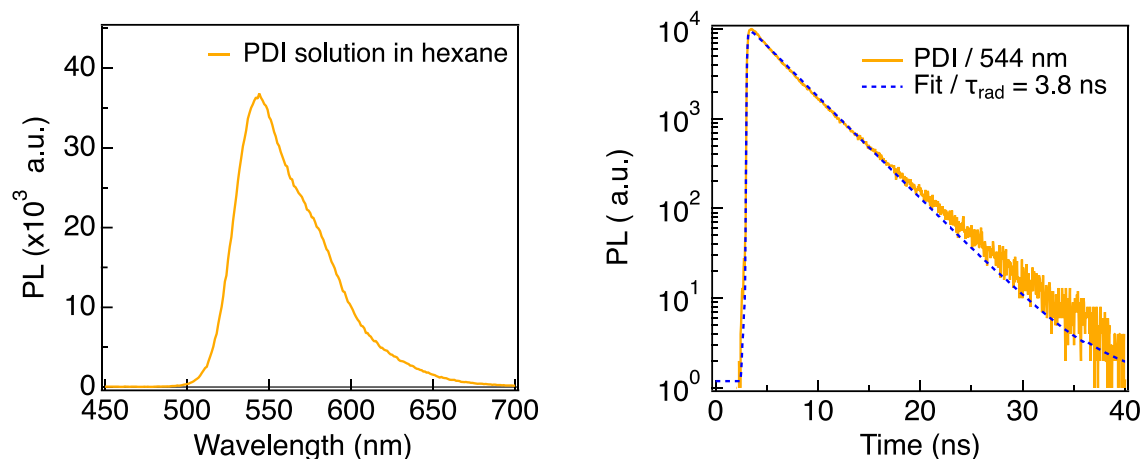 PL (x10³ a.u.)
40
30
20
10
0
PDI solution in hexane
450 500 550 600 650 700
Wavelength (nm)
PL ( a.u.)
10⁴
10³
10²
10¹
10⁰
PDI / 544 nm
Fit / τrad = 3.8 ns
0 10 20 30 40
Time (ns)